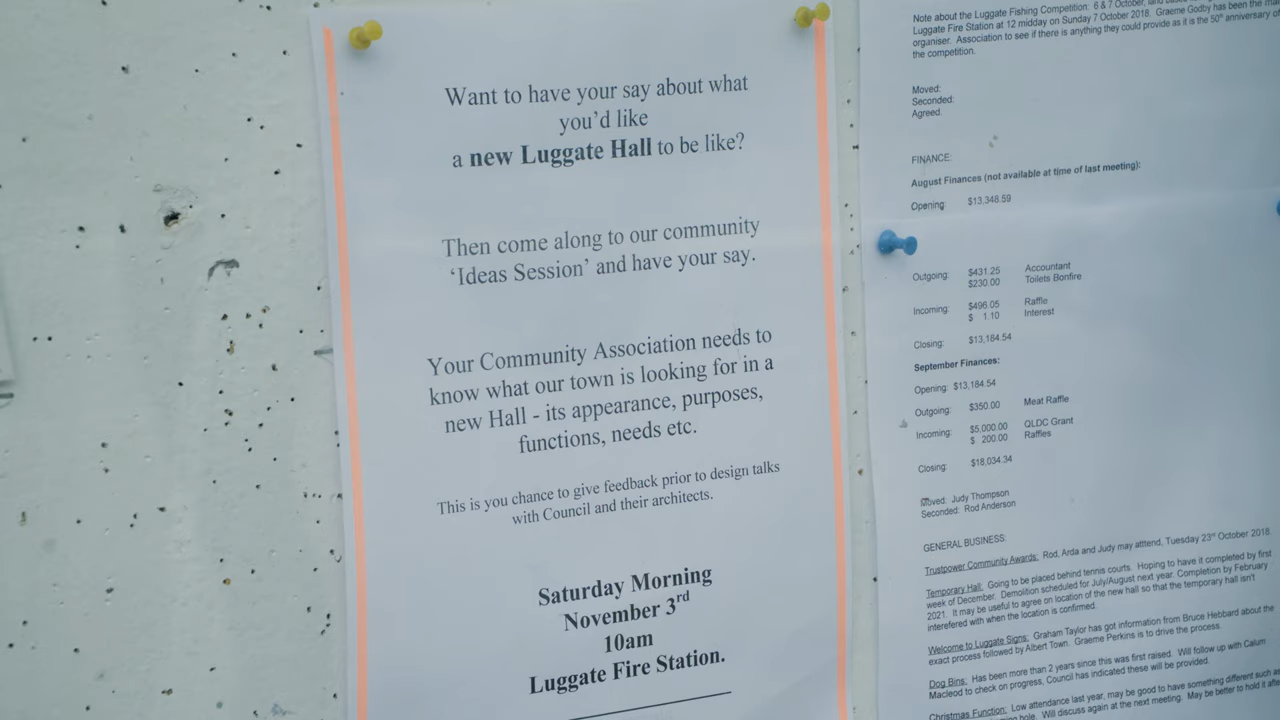 Want to have your say about what
you'd like
a new Luggate Hall to be like?
Then come along to our community
'Ideas Session' and have your say.
Your Community Association needs to
know what our town is looking for in a
new Hall - its appearance, purposes,
functions, needs etc.
This is you chance to give feedback prior to design talks
with Council and their architects.
Saturday Morning
November 3rd
10am
Luggate Fire Station.
Note about the Luggate Fishing Competition: 6 & 7 October,
Luggate Fire Station at 12 midday on Sunday 7 October 2018. Graeme Godby has been the
organiser. Association to see if there is anything they could provide as it is the 50th anniversary of
the competition.
Moved:
Seconded:
Agreed.
FINANCE:
August Finances (not available at time of last meeting):
Opening: $13,348.59
Outgoing: $431.25 Accountant
$230.00 Toilets Bonfire
Incoming: $496.05 Raffle
$ 1.10 Interest
Closing: $13,184.54
September Finances:
Opening: $13,184.54
Outgoing: $350.00 Meat Raffle
Incoming: $5,000.00 QLDC Grant
$ 200.00 Raffles
Closing: $18,034.34
Moved: Judy Thompson
Seconded: Rod Anderson
GENERAL BUSINESS:
Trustpower Community Awards: Rod, Arda and Judy may atttend, Tuesday 23rd October 2018.
Temporary Hall: Going to be placed behind tennis courts. Hoping to have it completed by first
week of December. Demolition scheduled for July/August next year. Completion by February
2021. It may be useful to agree on location of the new hall so that the temporary hall isn't
interefered with when the location is confirmed.
Welcome to Luggate Signs: Graham Taylor has got information from Bruce Hebbard about the
exact process followed by Albert Town. Graeme Perkins is to drive the process.
Dog Bins: Has been more than 2 years since this was first raised. Will follow up with Calum
Macleod to check on progress, Council has indicated these will be provided.
Christmas Function: Low attendance last year, may be good to have something different such as
hole. Will discuss again at the next meeting. May be better to hold it after